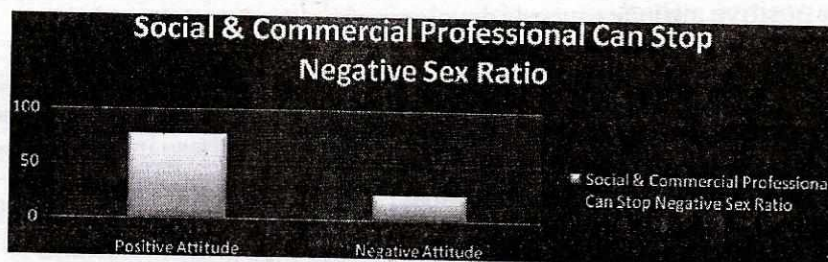 Social & Commercial Professional Can Stop
Negative Sex Ratio
100
50
0
Positive Attitude
Negative Attitude
Social & Commercial Professiona
Can Stop Negative Sex Ratio